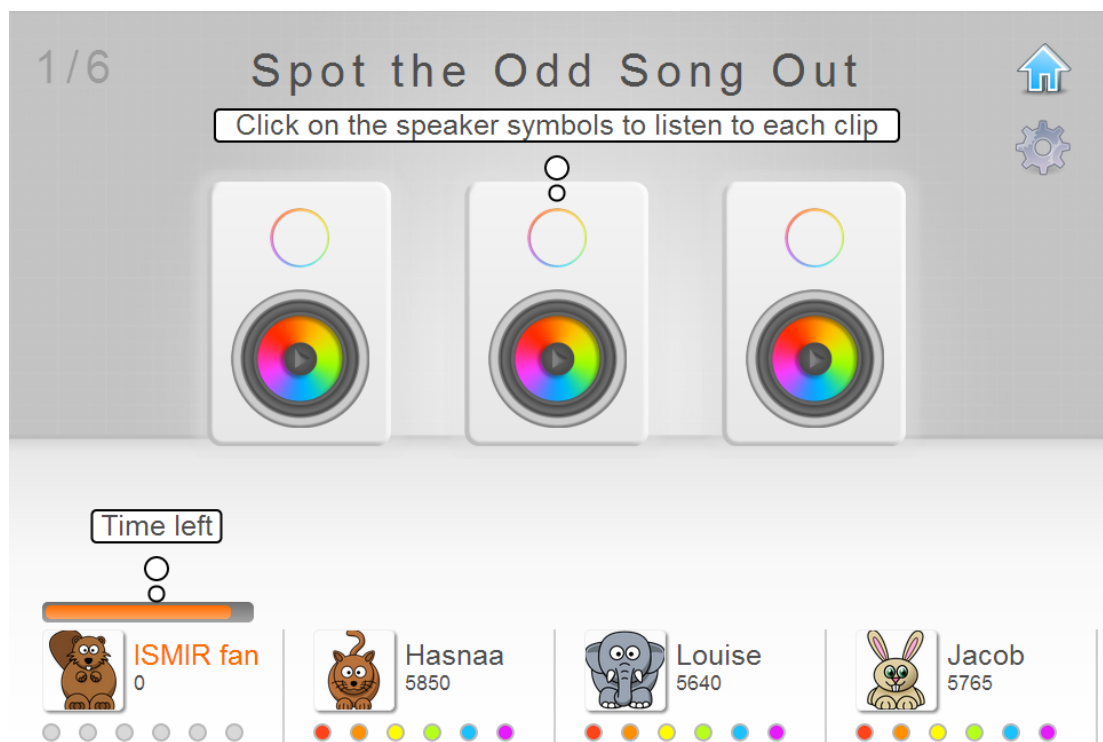 1/6
Spot the Odd Song Out
Click on the speaker symbols to listen to each clip
Time left
ISMIR fan
0
Hasnaa
5850
Louise
5640
Jacob
5765